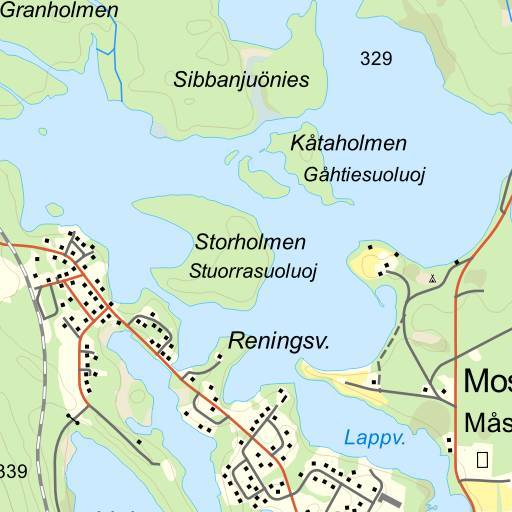 Granholmen
329
Sibbanjuönies
Kåtaholmen
Gåhtiesuoluoj
Storholmen
Stuorrasuoluoj
Reningsv.
Mos
Mås
Lappv.
339